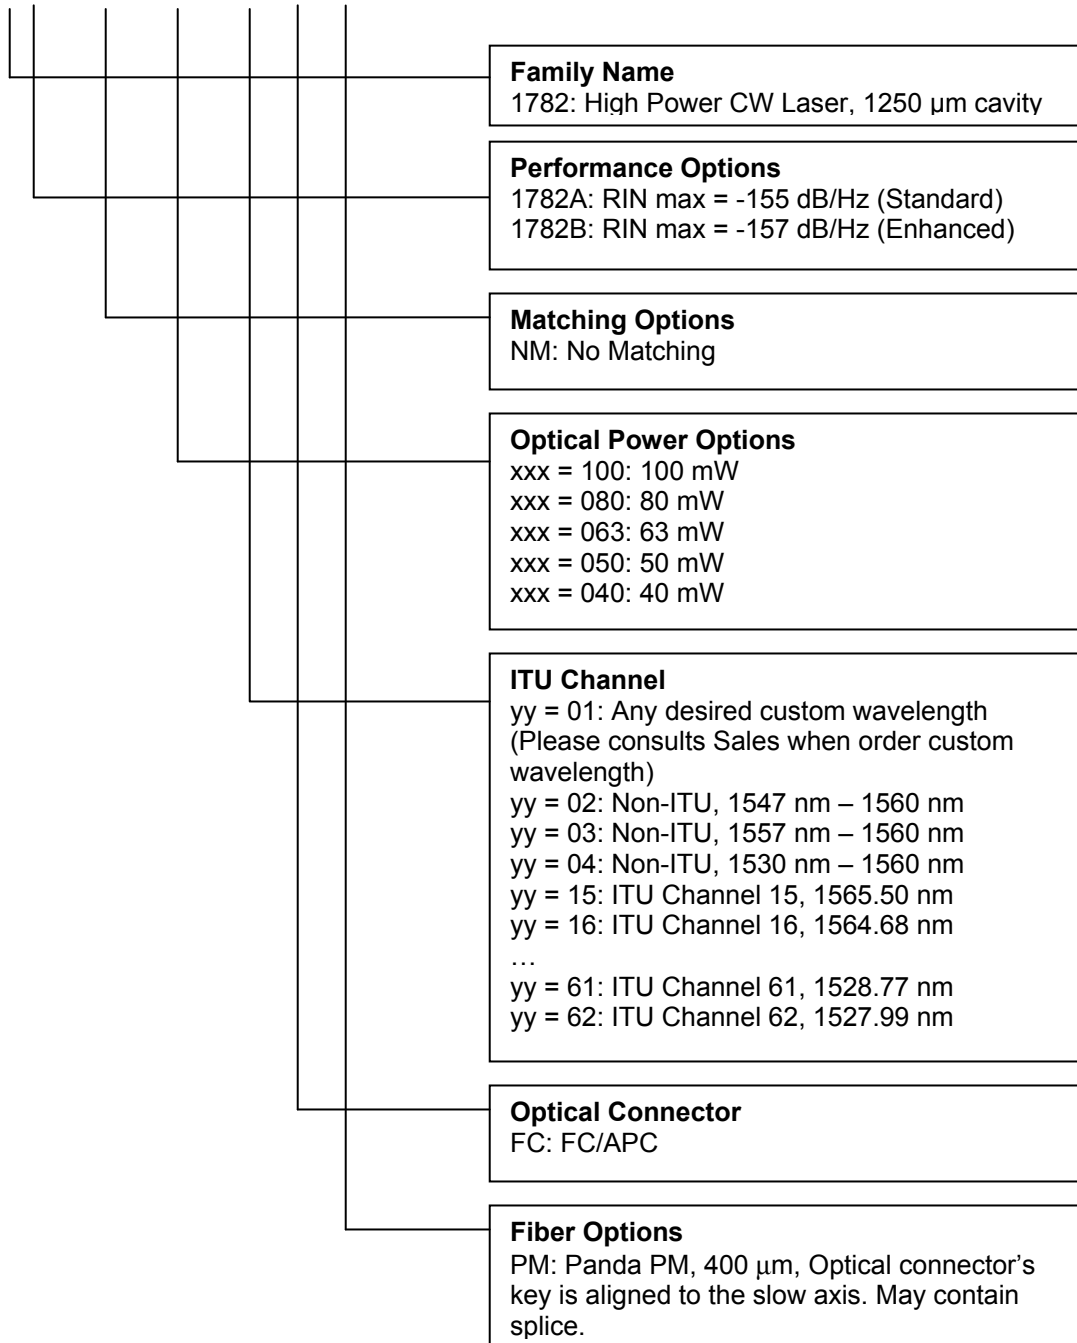 Family Name
1782: High Power CW Laser, 1250 µm cavity
Performance Options
1782A: RIN max = -155 dB/Hz (Standard)
1782B: RIN max = -157 dB/Hz (Enhanced)
Matching Options
NM: No Matching
Optical Power Options
xxx = 100: 100 mW
xxx = 080: 80 mW
xxx = 063: 63 mW
xxx = 050: 50 mW
xxx = 040: 40 mW
ITU Channel
yy = 01: Any desired custom wavelength
(Please consults Sales when order custom
wavelength)
yy = 02: Non-ITU, 1547 nm – 1560 nm
yy = 03: Non-ITU, 1557 nm – 1560 nm
yy = 04: Non-ITU, 1530 nm – 1560 nm
yy = 15: ITU Channel 15, 1565.50 nm
yy = 16: ITU Channel 16, 1564.68 nm
…
yy = 61: ITU Channel 61, 1528.77 nm
yy = 62: ITU Channel 62, 1527.99 nm
Optical Connector
FC: FC/APC
Fiber Options
PM: Panda PM, 400 µm, Optical connector’s
key is aligned to the slow axis. May contain
splice.